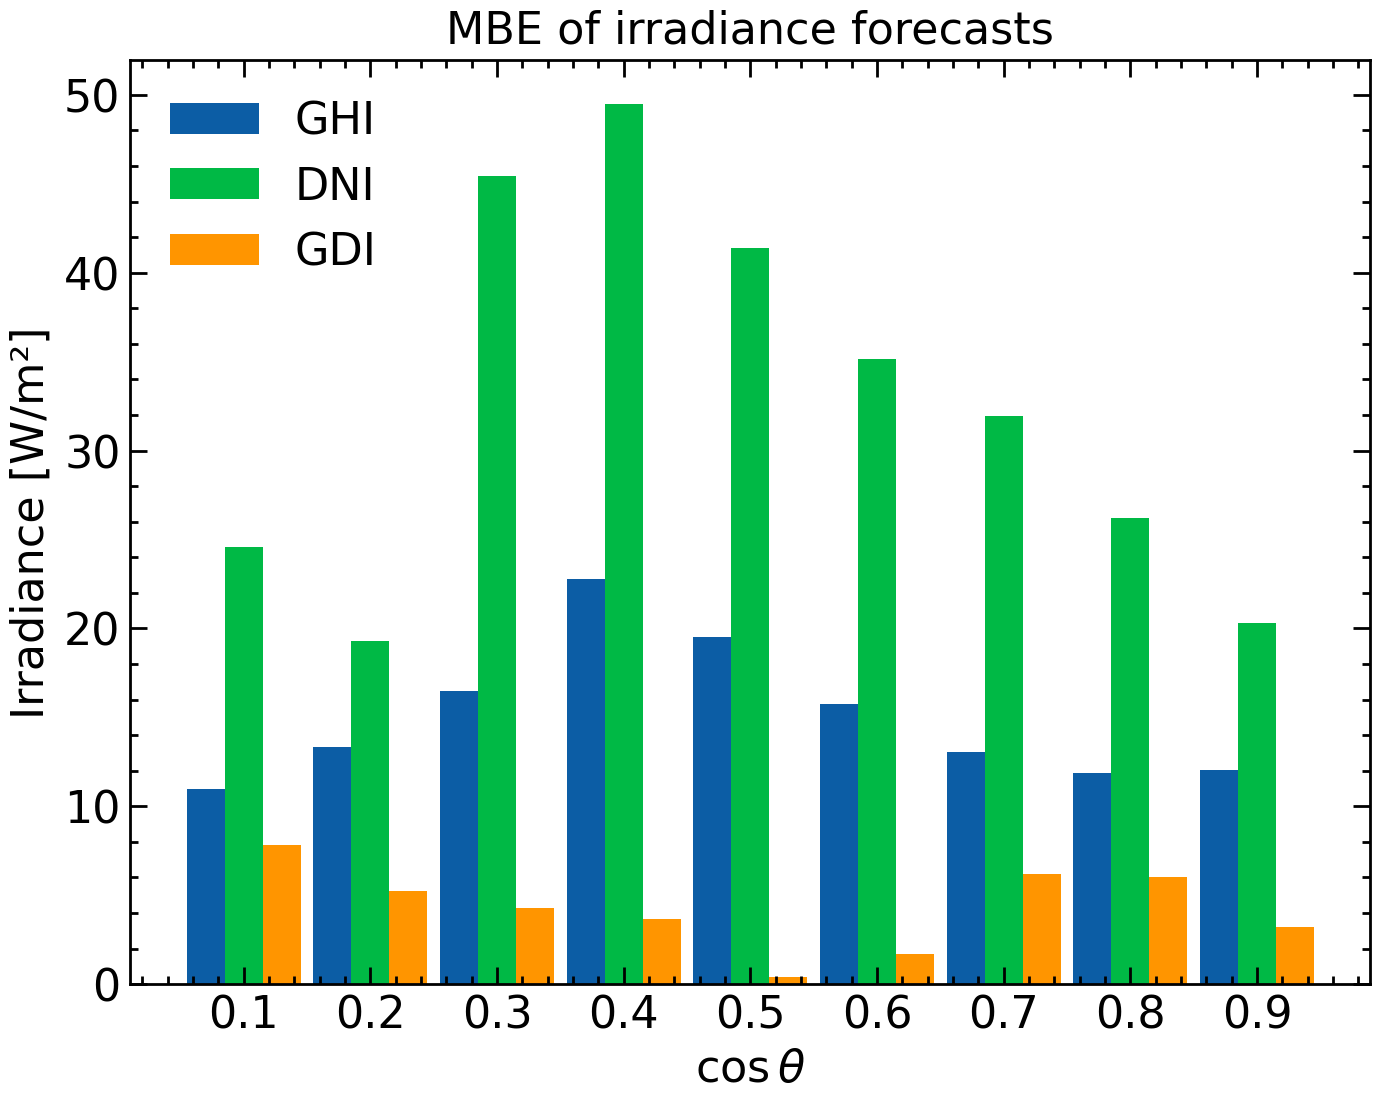 MBE of irradiance forecasts
GHI
DNI
GDI
Irradiance [W/m²]
50
40
30
20
10
0
0.1 0.2 0.3 0.4 0.5 0.6 0.7 0.8 0.9
cos θ